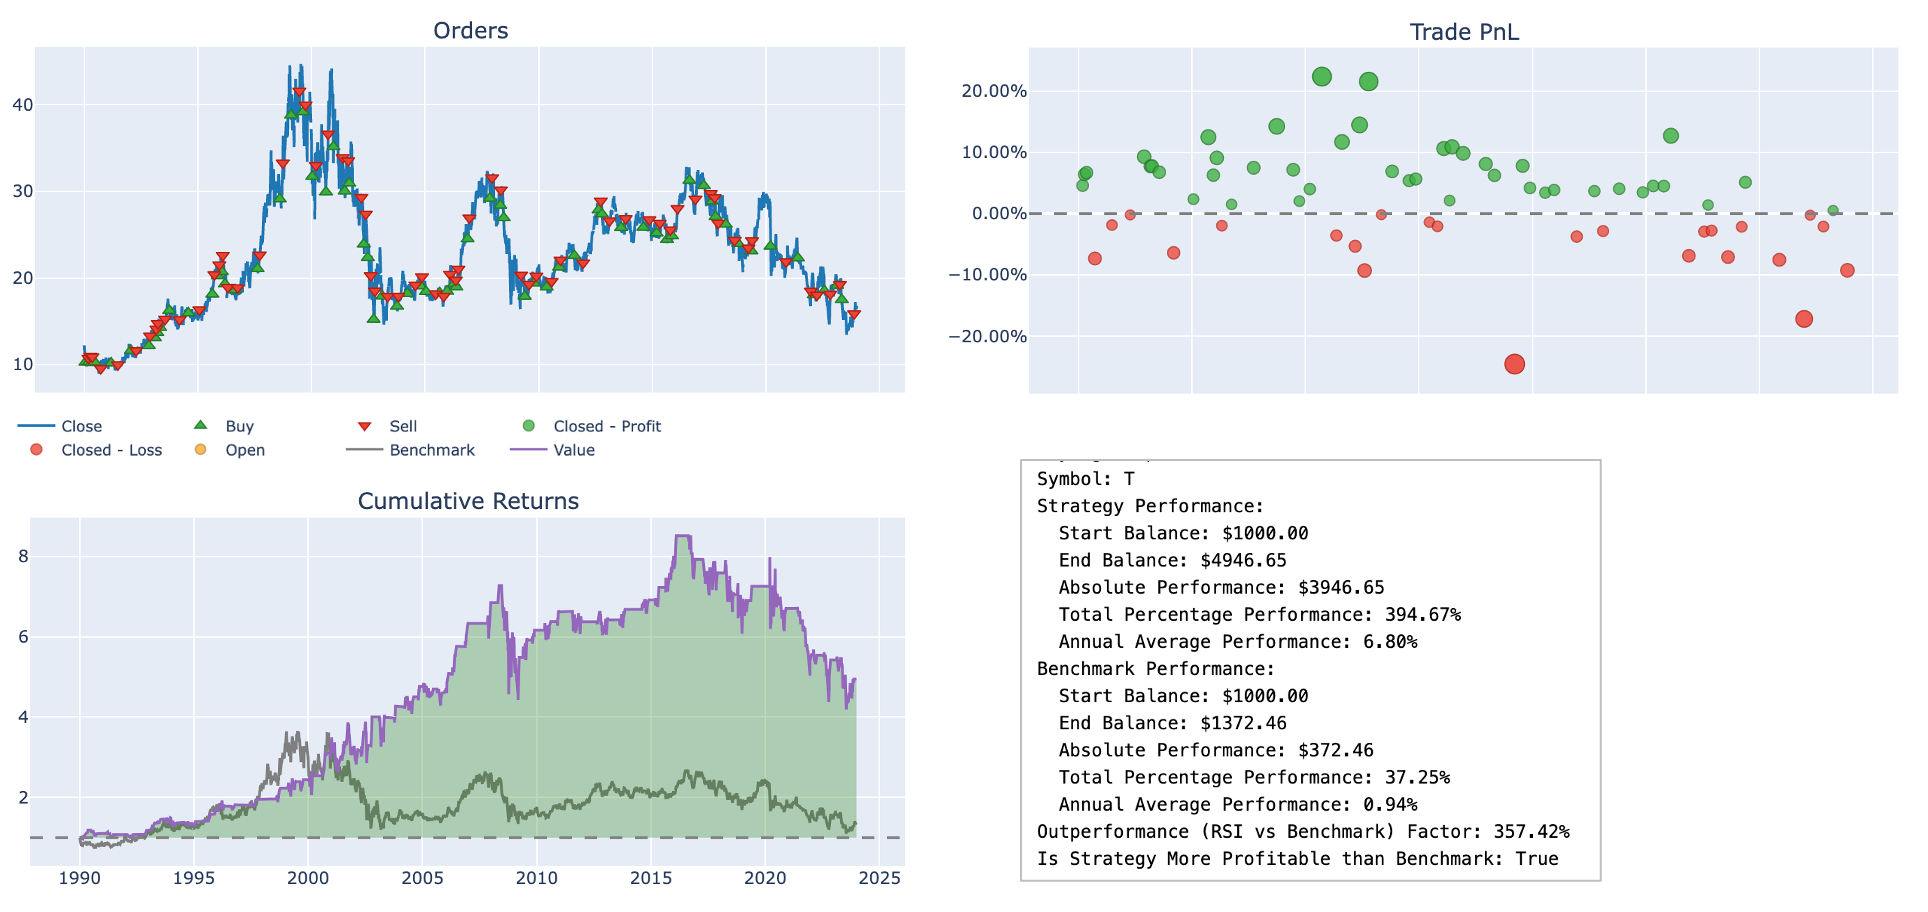 Orders
40
30
20
10
Close
Buy
Sell
Closed - Profit
Closed - Loss
Open
Benchmark
Value
Trade PnL
20.00%
10.00%
0.00%
−10.00%
−20.00%
Cumulative Returns
8
6
4
2
1990 1995 2000 2005 2010 2015 2020 2025
Symbol: T
Strategy Performance:
Start Balance: $1000.00
End Balance: $4946.65
Absolute Performance: $3946.65
Total Percentage Performance: 394.67%
Annual Average Performance: 6.80%
Benchmark Performance:
Start Balance: $1000.00
End Balance: $1372.46
Absolute Performance: $372.46
Total Percentage Performance: 37.25%
Annual Average Performance: 0.94%
Outperformance (RSI vs Benchmark) Factor: 357.42%
Is Strategy More Profitable than Benchmark: True